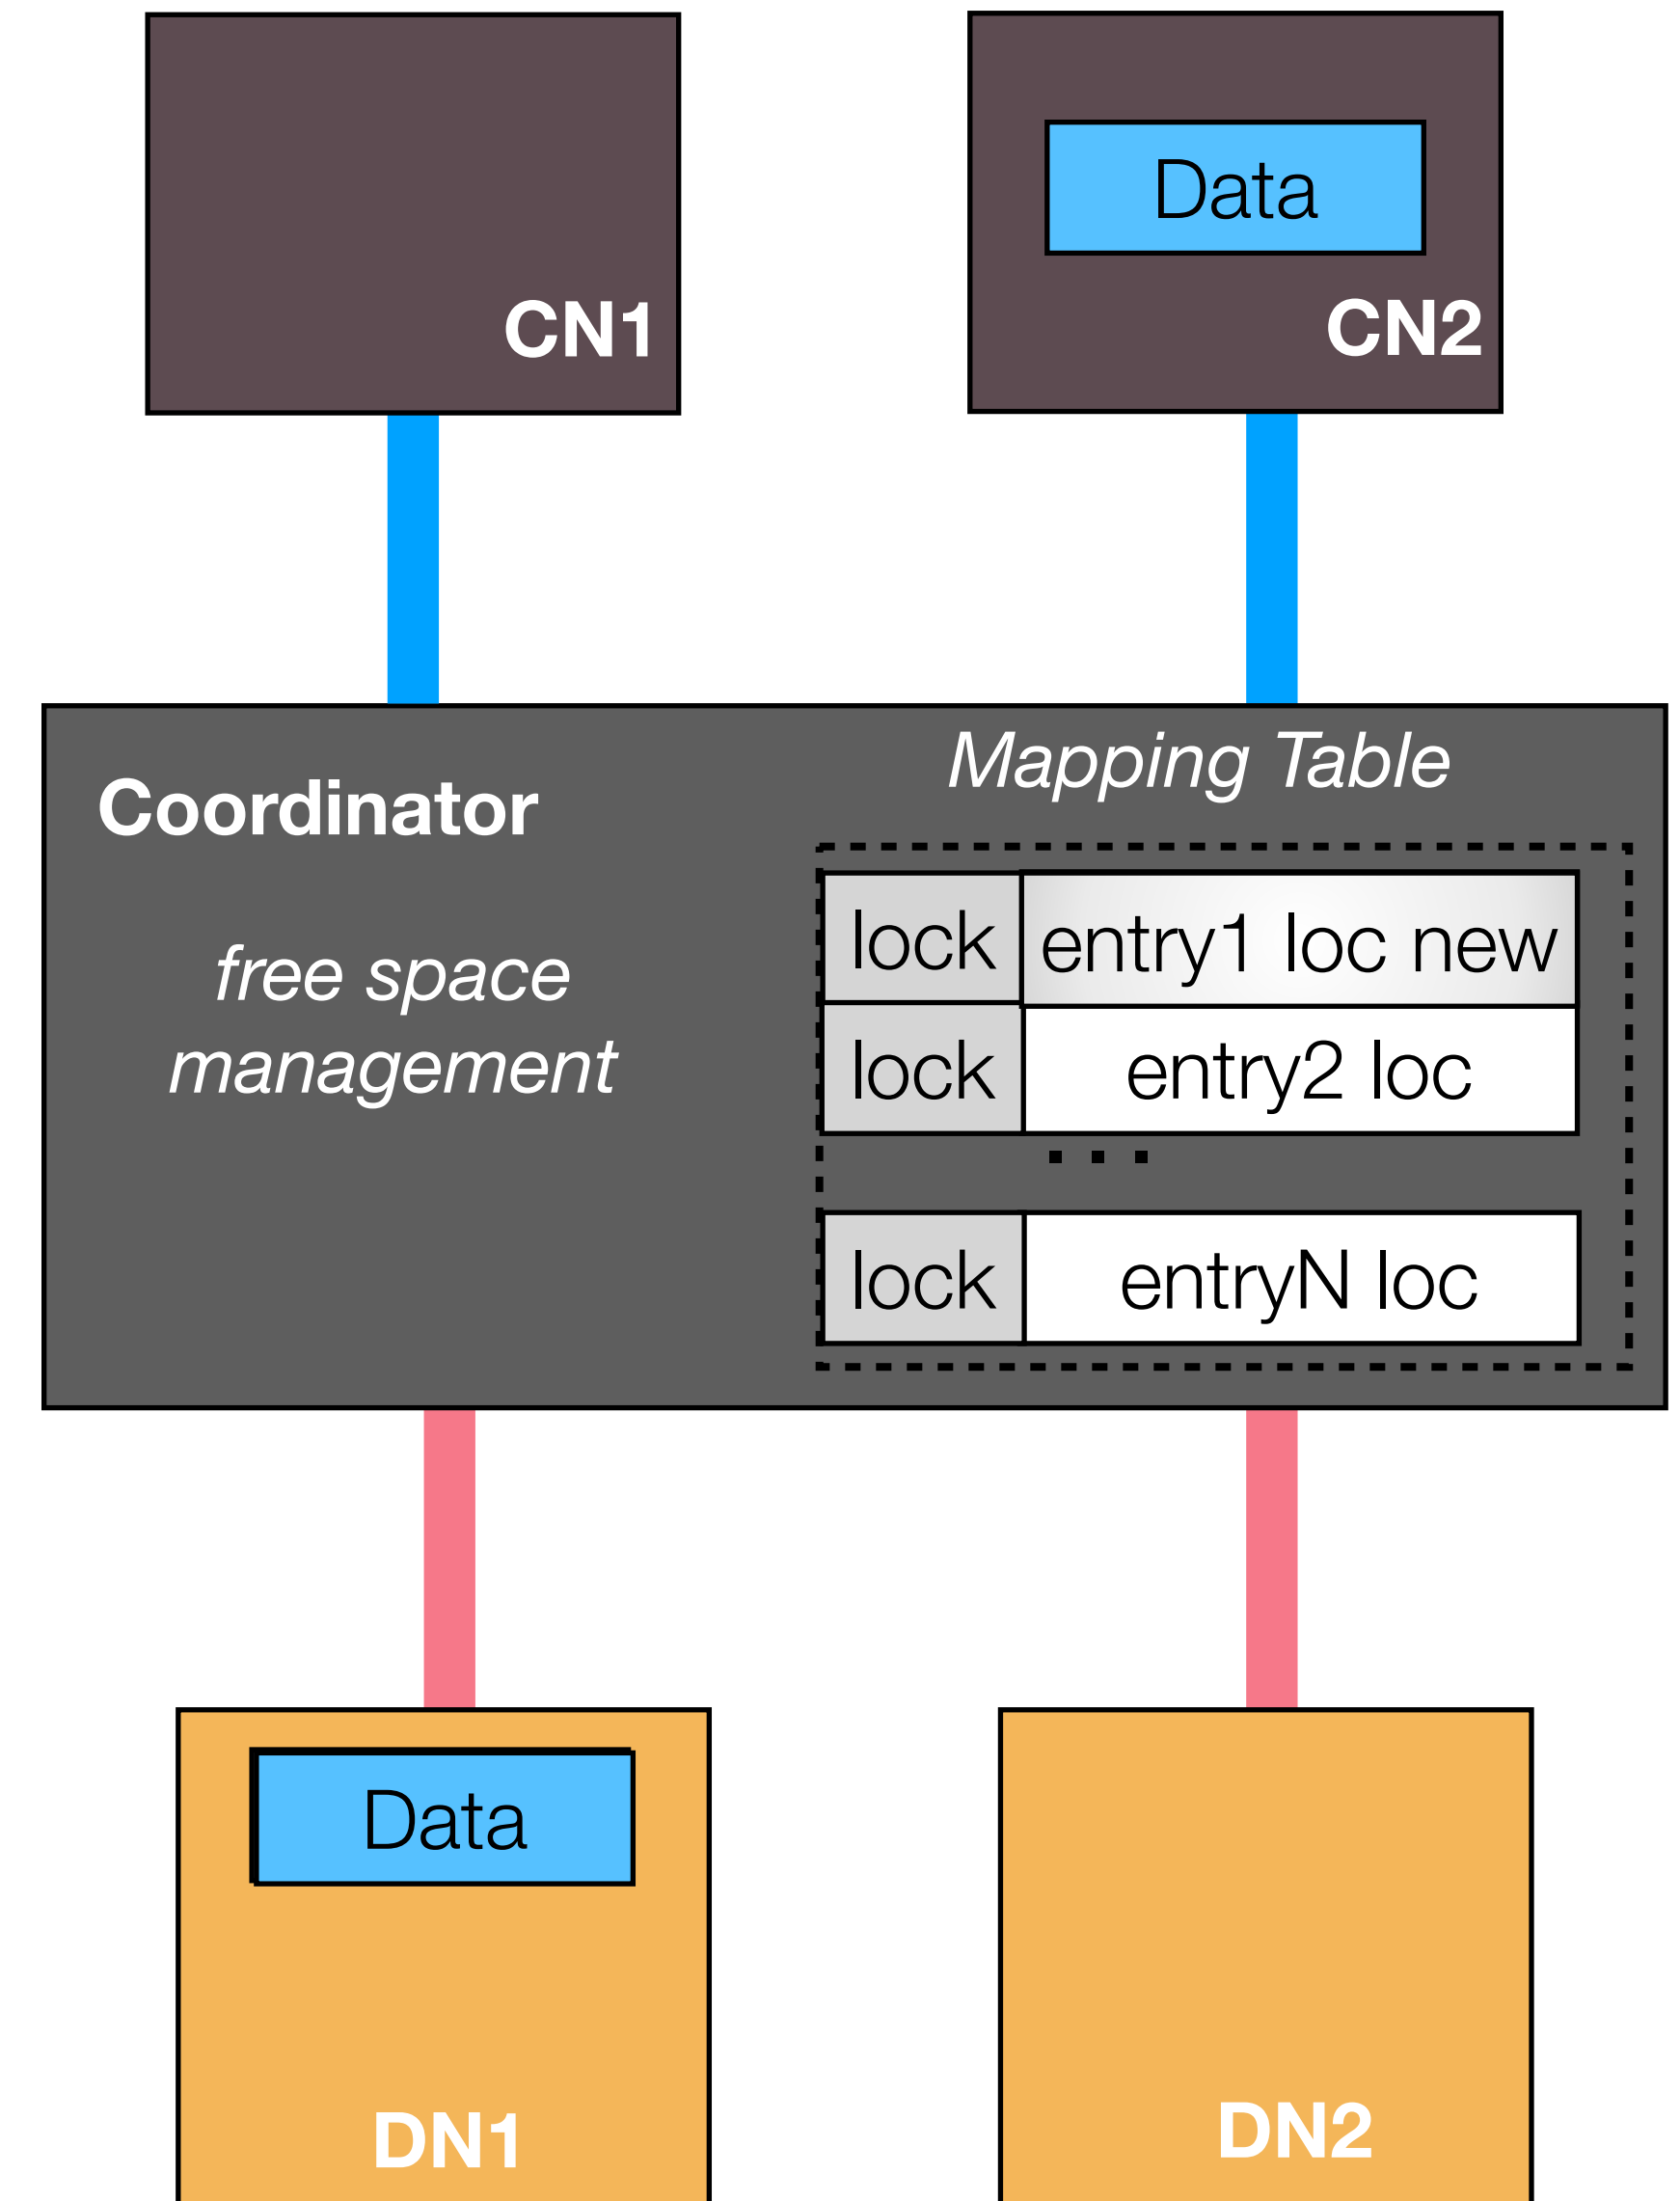 Data
CN1
CN2
Coordinator
free space
management
Mapping Table
lock entry1 loc new
lock entry2 loc
. . .
lock entryN loc
Data
DN1
DN2